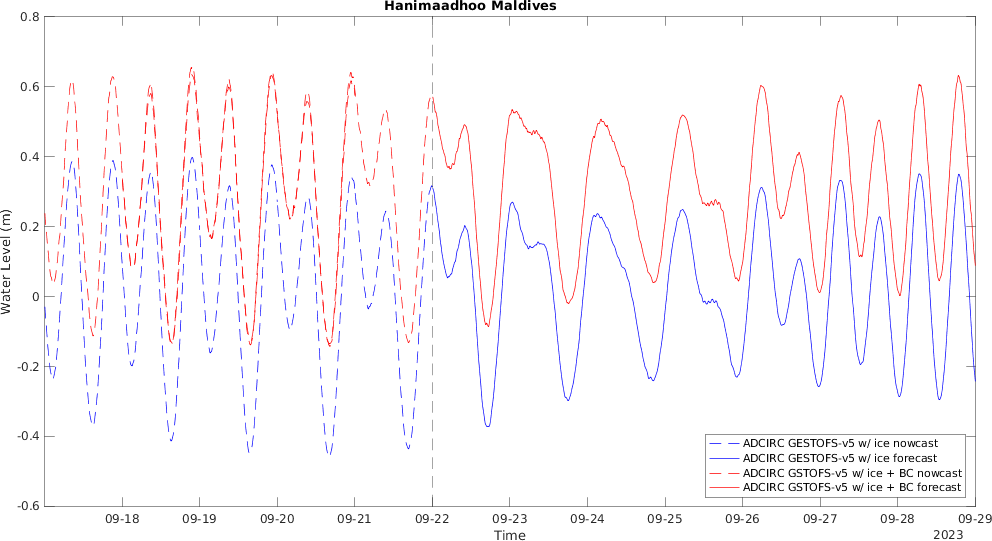 Hanimaadhoo Maldives
0.8
0.6
0.4
0.2
0
-0.2
-0.4
-0.6
Water Level (m)
ADCIRC GESTOFS-v5 w/ ice nowcast
ADCIRC GESTOFS-v5 w/ ice forecast
ADCIRC GSTOFS-v5 w/ ice + BC nowcast
ADCIRC GSTOFS-v5 w/ ice + BC forecast
09-18 09-19 09-20 09-21 09-22 09-23 09-24 09-25 09-26 09-27 09-28 09-29
Time
2023